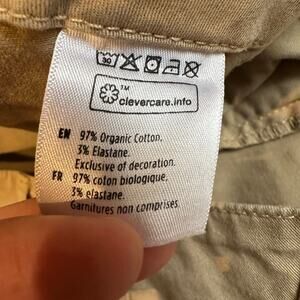 30
clevercare.info™
EN 97% Organic Cotton,
3% Elastane.
Exclusive of decoration.
FR 97% coton biologique,
3% elastane.
Garnitures non comprises.